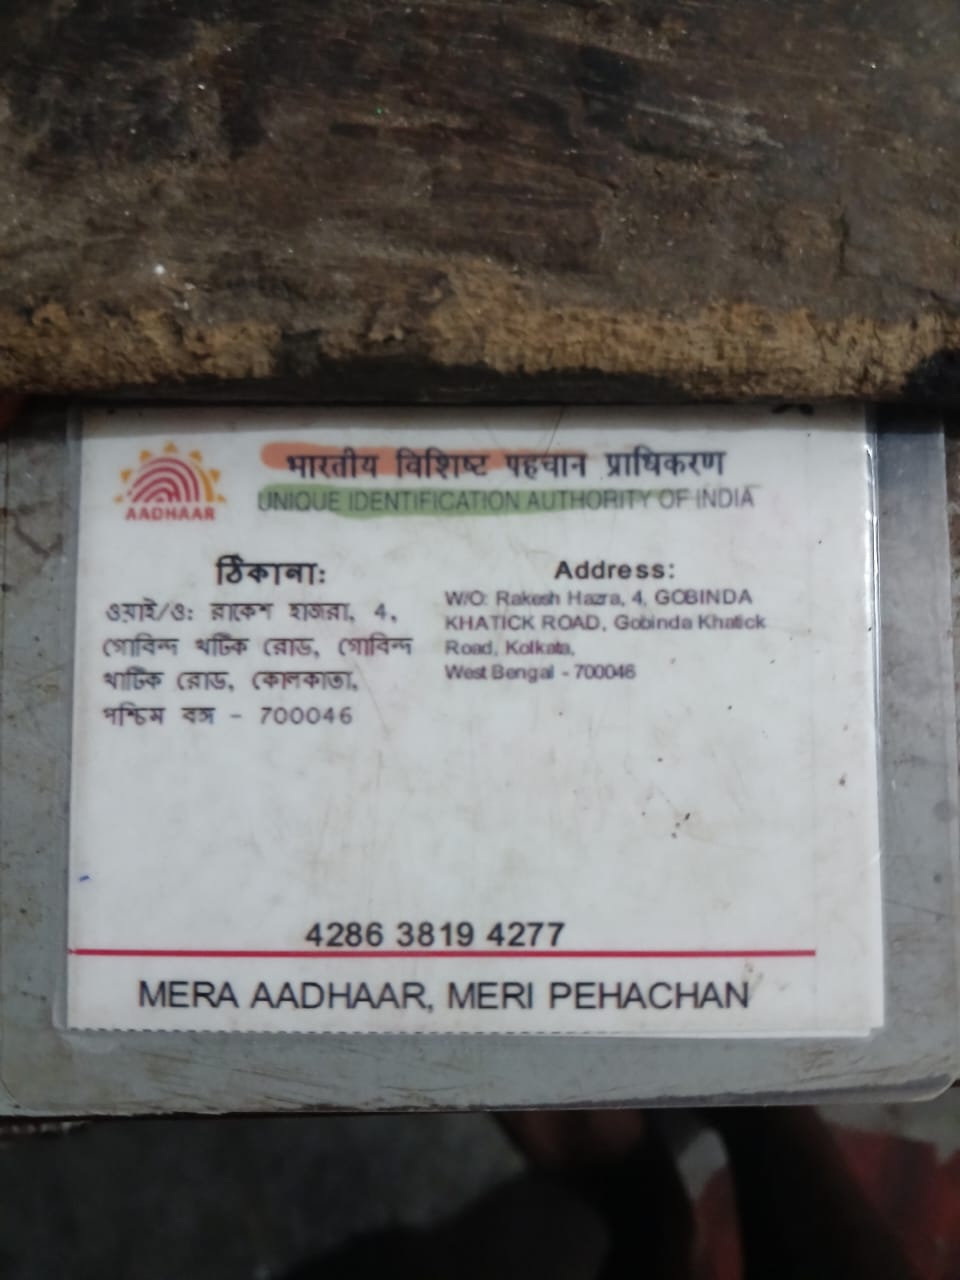 भारतीय विशिष्ट पहचान प्राधिकरण
AADHAAR
UNIQUE IDENTIFICATION AUTHORITY OF INDIA
ঠিকানা:
ওয়াই/ও: রাকেশ হাজরা, 4,
গোবিন্দ খটিক রোড, গোবিন্দ
খাটিক রোড, কোলকাতা,
পশ্চিম বঙ্গ - 700046
Address:
W/O: Rakesh Hazra, 4, GOBINDA
KHATICK ROAD, Gobinda Khatick
Road, Kolkata,
West Bengal - 700046
4286 3819 4277
MERA AADHAAR, MERI PEHACHAN